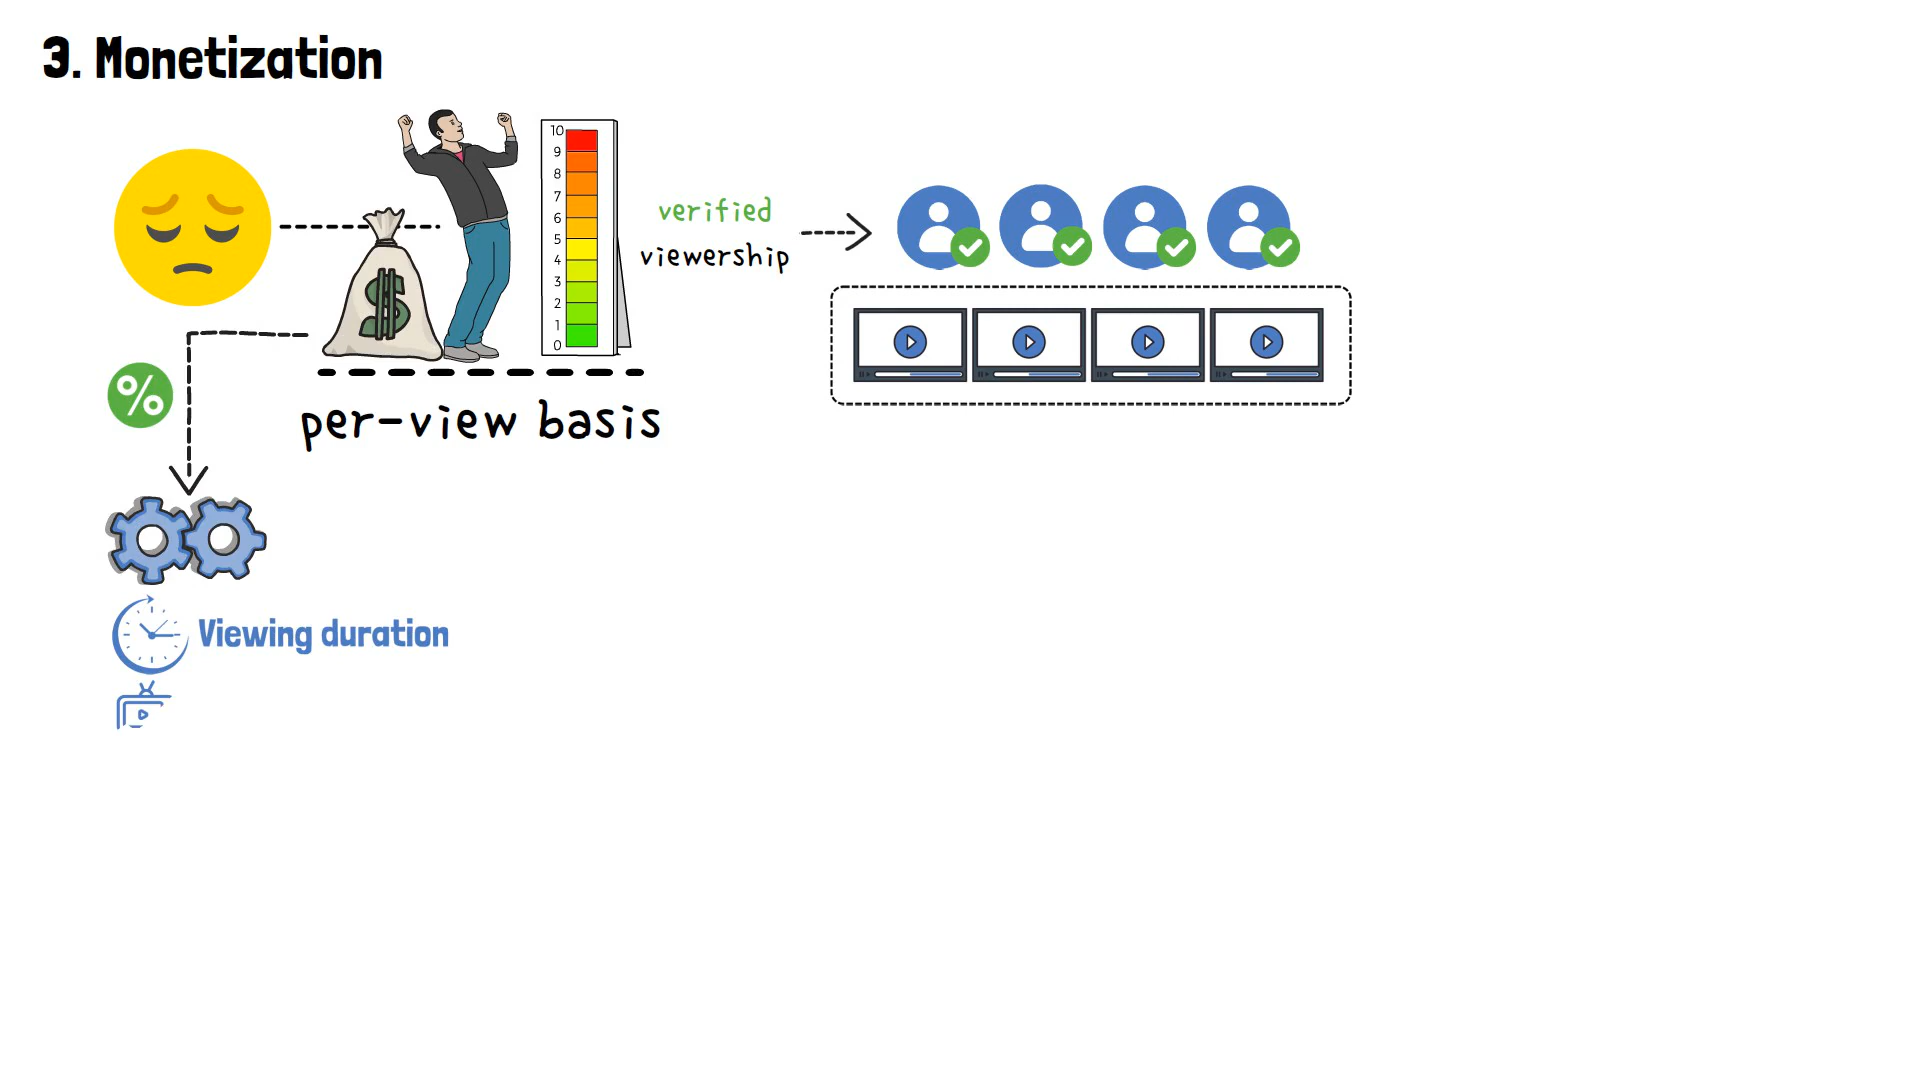 3. Monetization
10
9
8
7
6
5
4
3
2
1
0
verified
viewership
$
%
per-view basis
Viewing duration